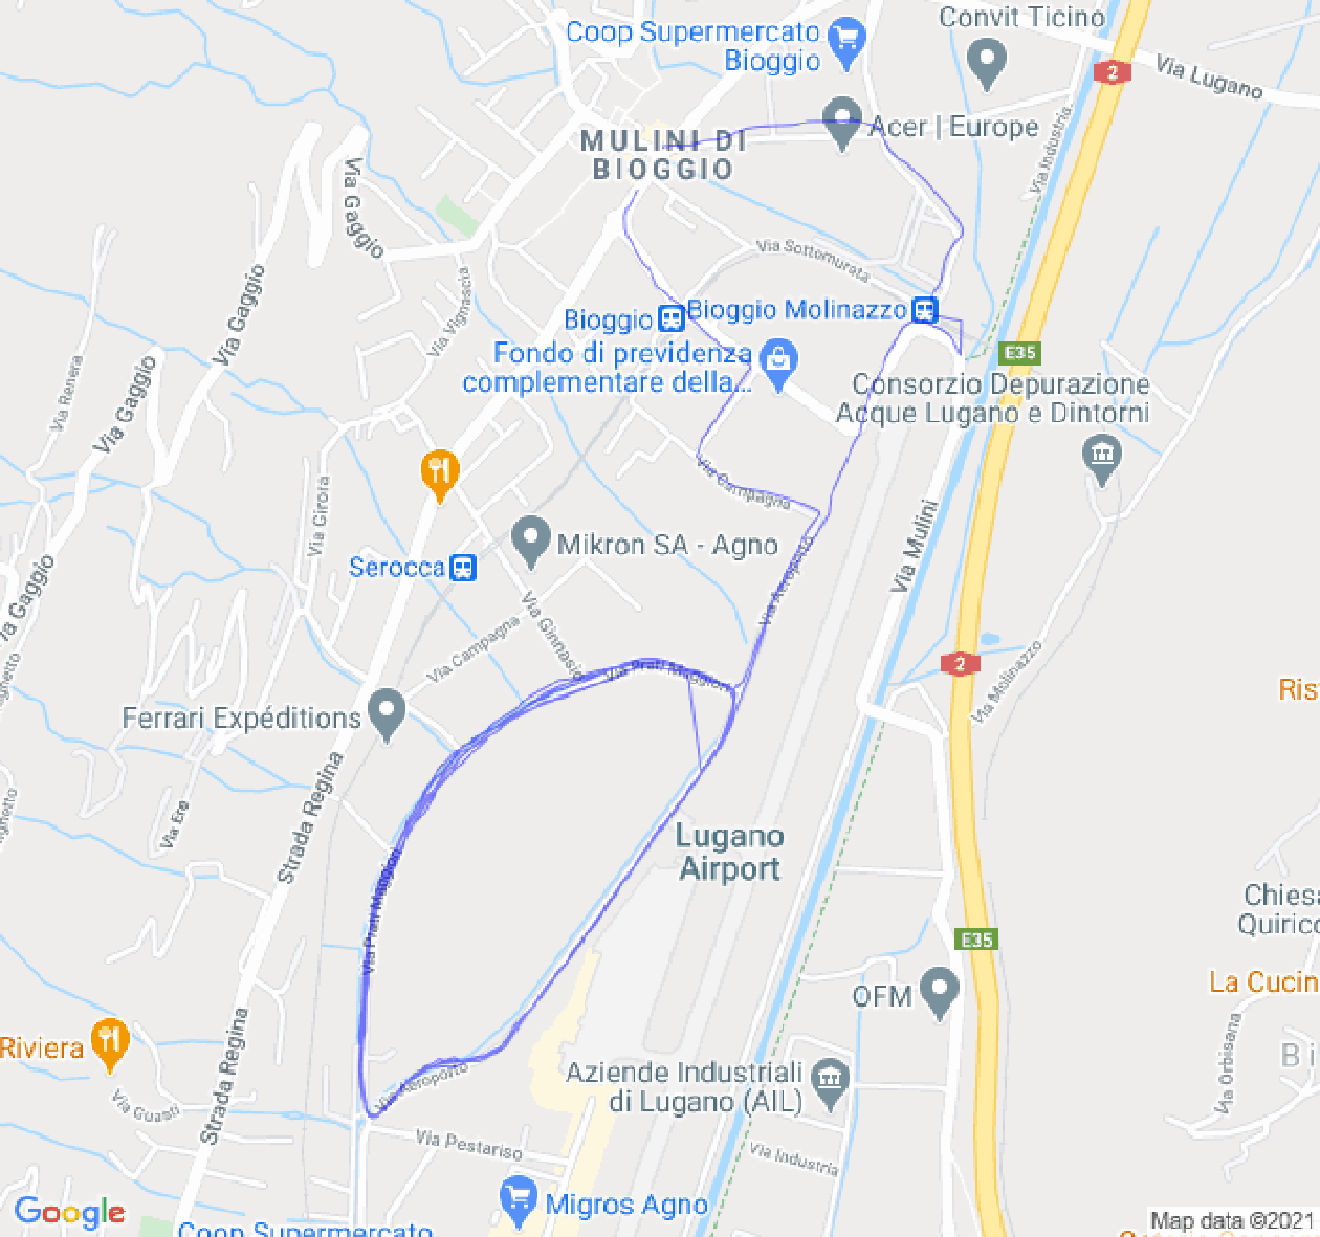 Convit Ticino
Coop Supermercato
Bioggio
2
Via Lugano
Acer | Europe
MULINI DI
BIOGGIO
Via Industria
Via Gaggio
Via Sottomurata
Via Gaggio
Via Vignascia
Bioggio
Bioggio Molinazzo
Fondo di previdenza
complementare della...
E35
Consorzio Depurazione
Acque Lugano e Dintorni
Via Renera
Via Gaggio
Via Campagna
Via Girora
Mikron SA - Agno
Serocca
Via Aeroporto
Via Mulini
Via Gaggio
Via Ginnasio
Via Campagna
Via Prati Maggiori
2
Via Molinazzo
Ris
Ferrari Expéditions
Strada Regina
Via Ere
Lugano
Airport
Via Prati Maggiori
Chiesa
Quirico
E35
La Cucin
OFM
Riviera
Strada Regina
Via Guasti
Via Aeroporto
Aziende Industriali
di Lugano (AIL)
Via Orbisana
Bi
Via Pestariso
Via Industria
Migros Agno
Google
Coop Supermercato
Map data ©2021